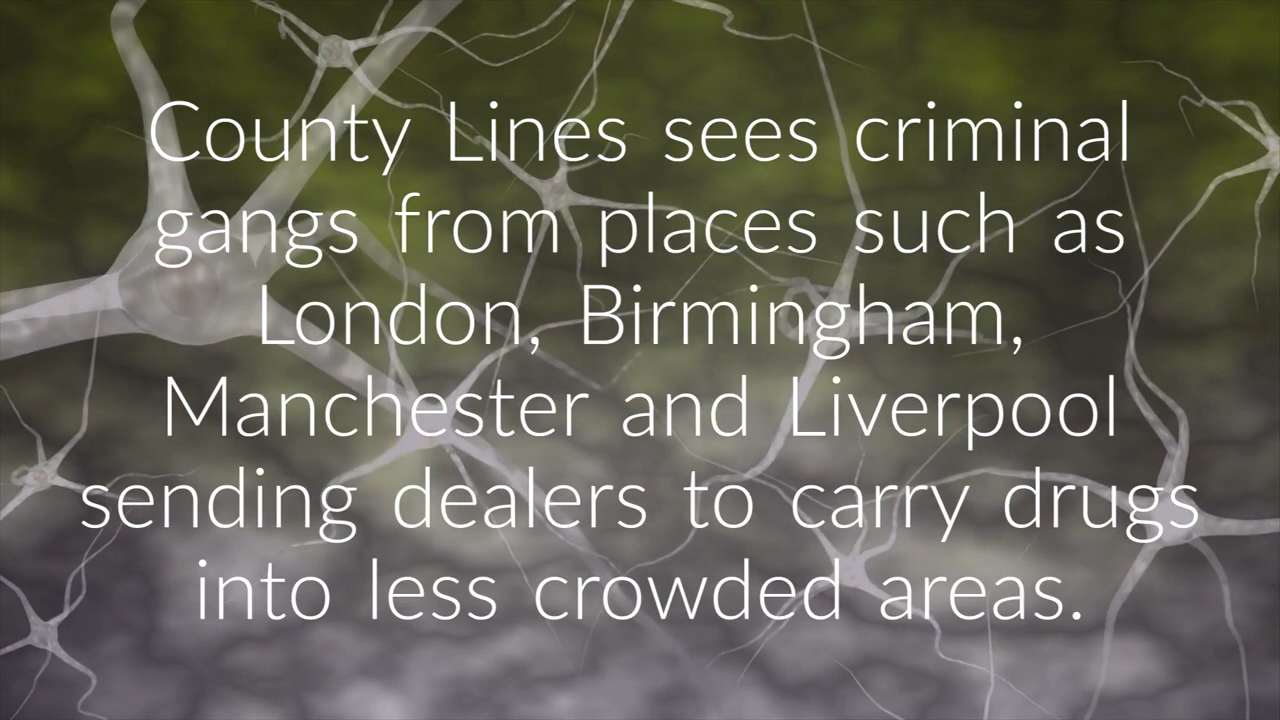 County Lines sees criminal
gangs from places such as
London, Birmingham,
Manchester and Liverpool
sending dealers to carry drugs
into less crowded areas.